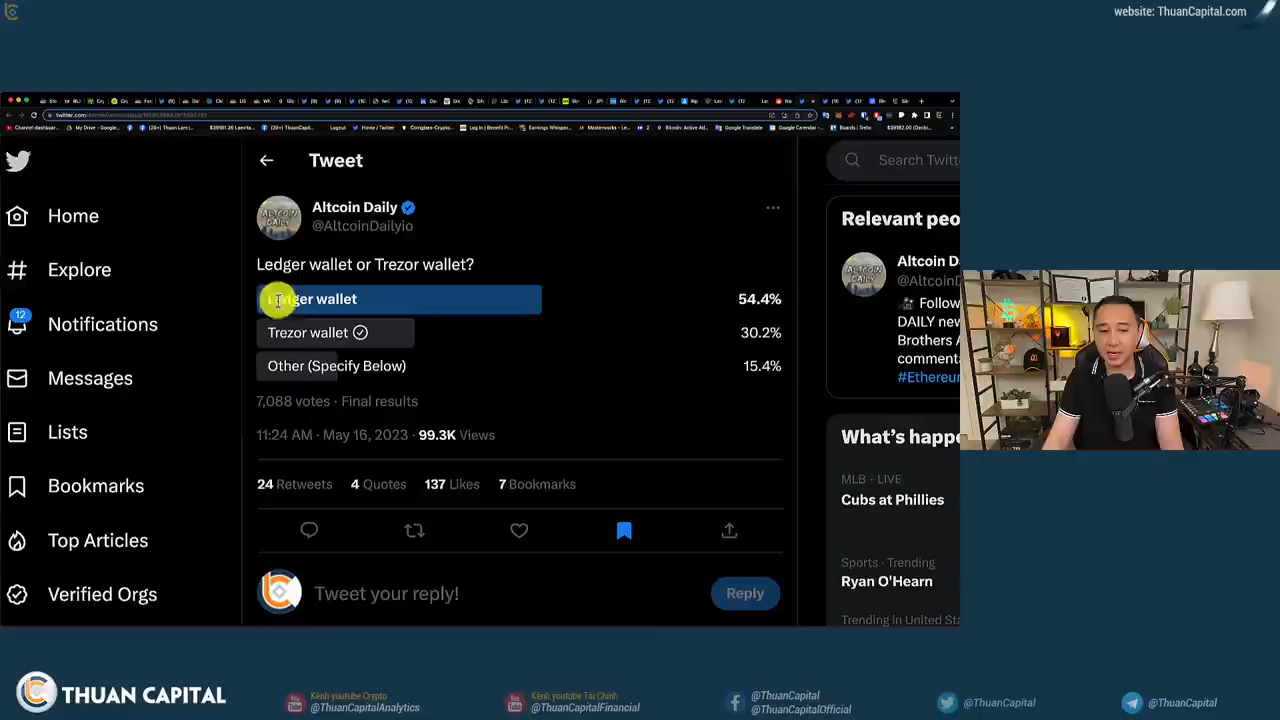 website: ThuanCapital.com
Tweet
Search Twitt
Altcoin Daily
@AltcoinDailyio
Ledger wallet or Trezor wallet?
Ledger wallet 54.4%
Trezor wallet 30.2%
Other (Specify Below) 15.4%
7,088 votes · Final results
11:24 AM · May 16, 2023 · 99.3K Views
24 Retweets 4 Quotes 137 Likes 7 Bookmarks
Tweet your reply!
Reply
Home
Explore
12
Notifications
Messages
Lists
Bookmarks
Top Articles
Verified Orgs
Relevant peo
Altcoin D
@AltcoinD
Follow
DAILY new
Brothers A
comment
#Ethereu
What's happe
MLB · LIVE
Cubs at Phillies
Sports · Trending
Ryan O'Hearn
Trending in United Sta
THUAN CAPITAL
Kênh youtube Crypto
@ThuanCapitalAnalytics
Kênh youtube Tài Chính
@ThuanCapitalFinancial
@ThuanCapital
@ThuanCapitalOfficial
@ThuanCapital
@ThuanCapital